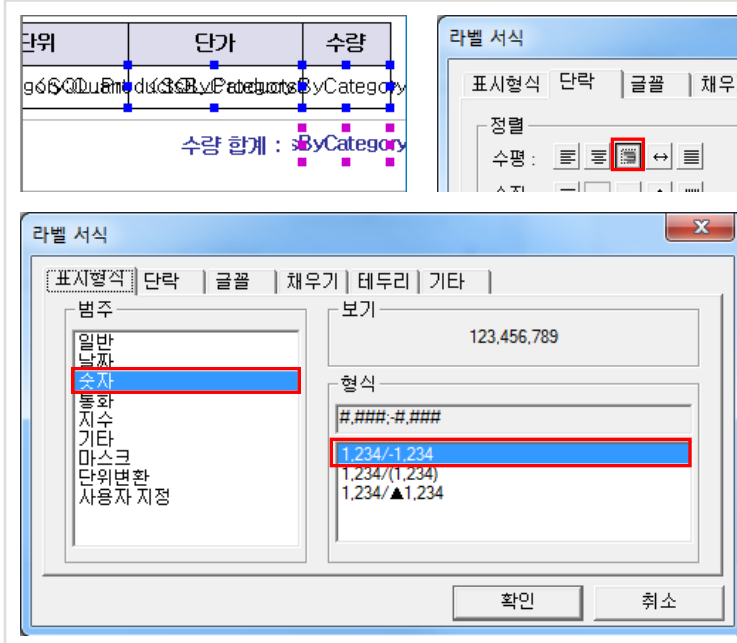 단위 단가 수량
수량 합계 : sByCategory
라벨 서식
표시형식 단락 글꼴 채우
정렬
수평 :
라벨 서식
표시형식 단락 글꼴 채우기 테두리 기타
범주
일반
날짜
숫자
통화
지수
기타
마스크
단위변환
사용자 지정
보기
123,456,789
형식
#,###;-#,###
1,234/-1,234
1,234/(1,234)
1,234/▲1,234
확인 취소